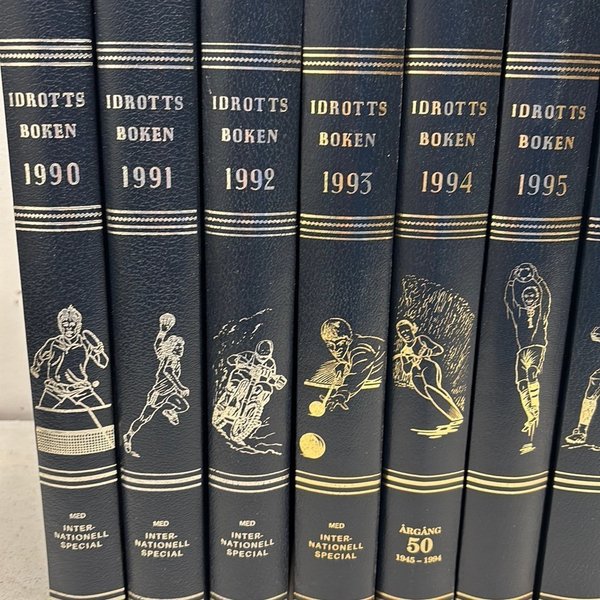 IDROTTS
BOKEN
1990
MED
INTER-
NATIONELL
SPECIAL
IDROTTS
BOKEN
1991
MED
INTER-
NATIONELL
SPECIAL
IDROTTS
BOKEN
1992
MED
INTER-
NATIONELL
SPECIAL
IDROTTS
BOKEN
1993
MED
INTER-
NATIONELL
SPECIAL
IDROTTS
BOKEN
1994
ÅRGÅNG
50
1945 – 1994
IDROTTS
BOKEN
1995